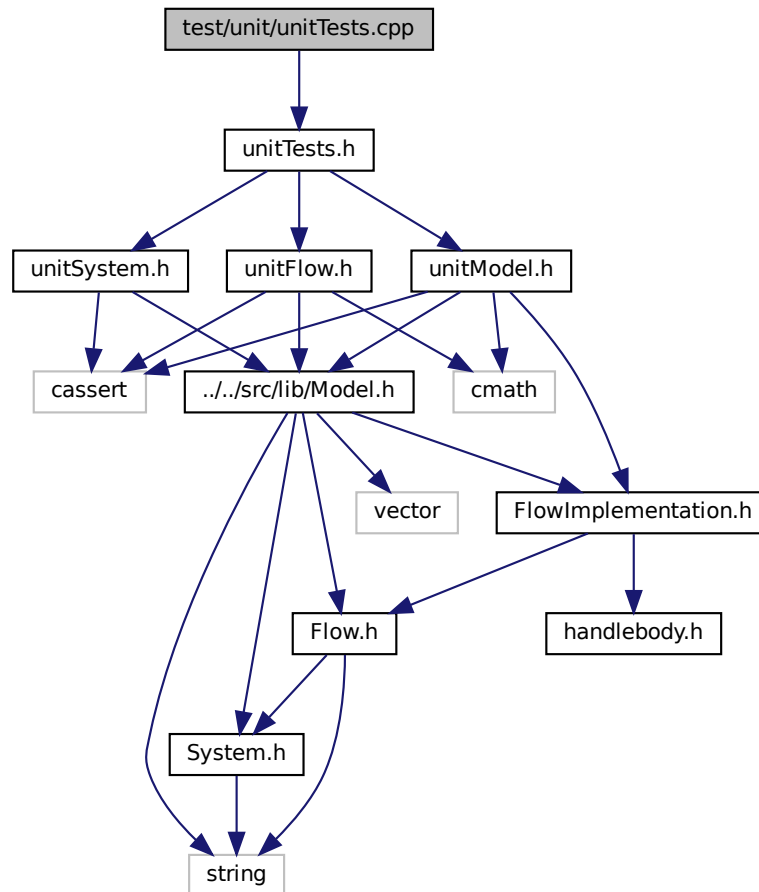 test/unit/unitTests.cpp
unitTests.h
unitSystem.h
unitFlow.h
unitModel.h
cassert
../../src/lib/Model.h
cmath
vector
FlowImplementation.h
Flow.h
handlebody.h
System.h
string